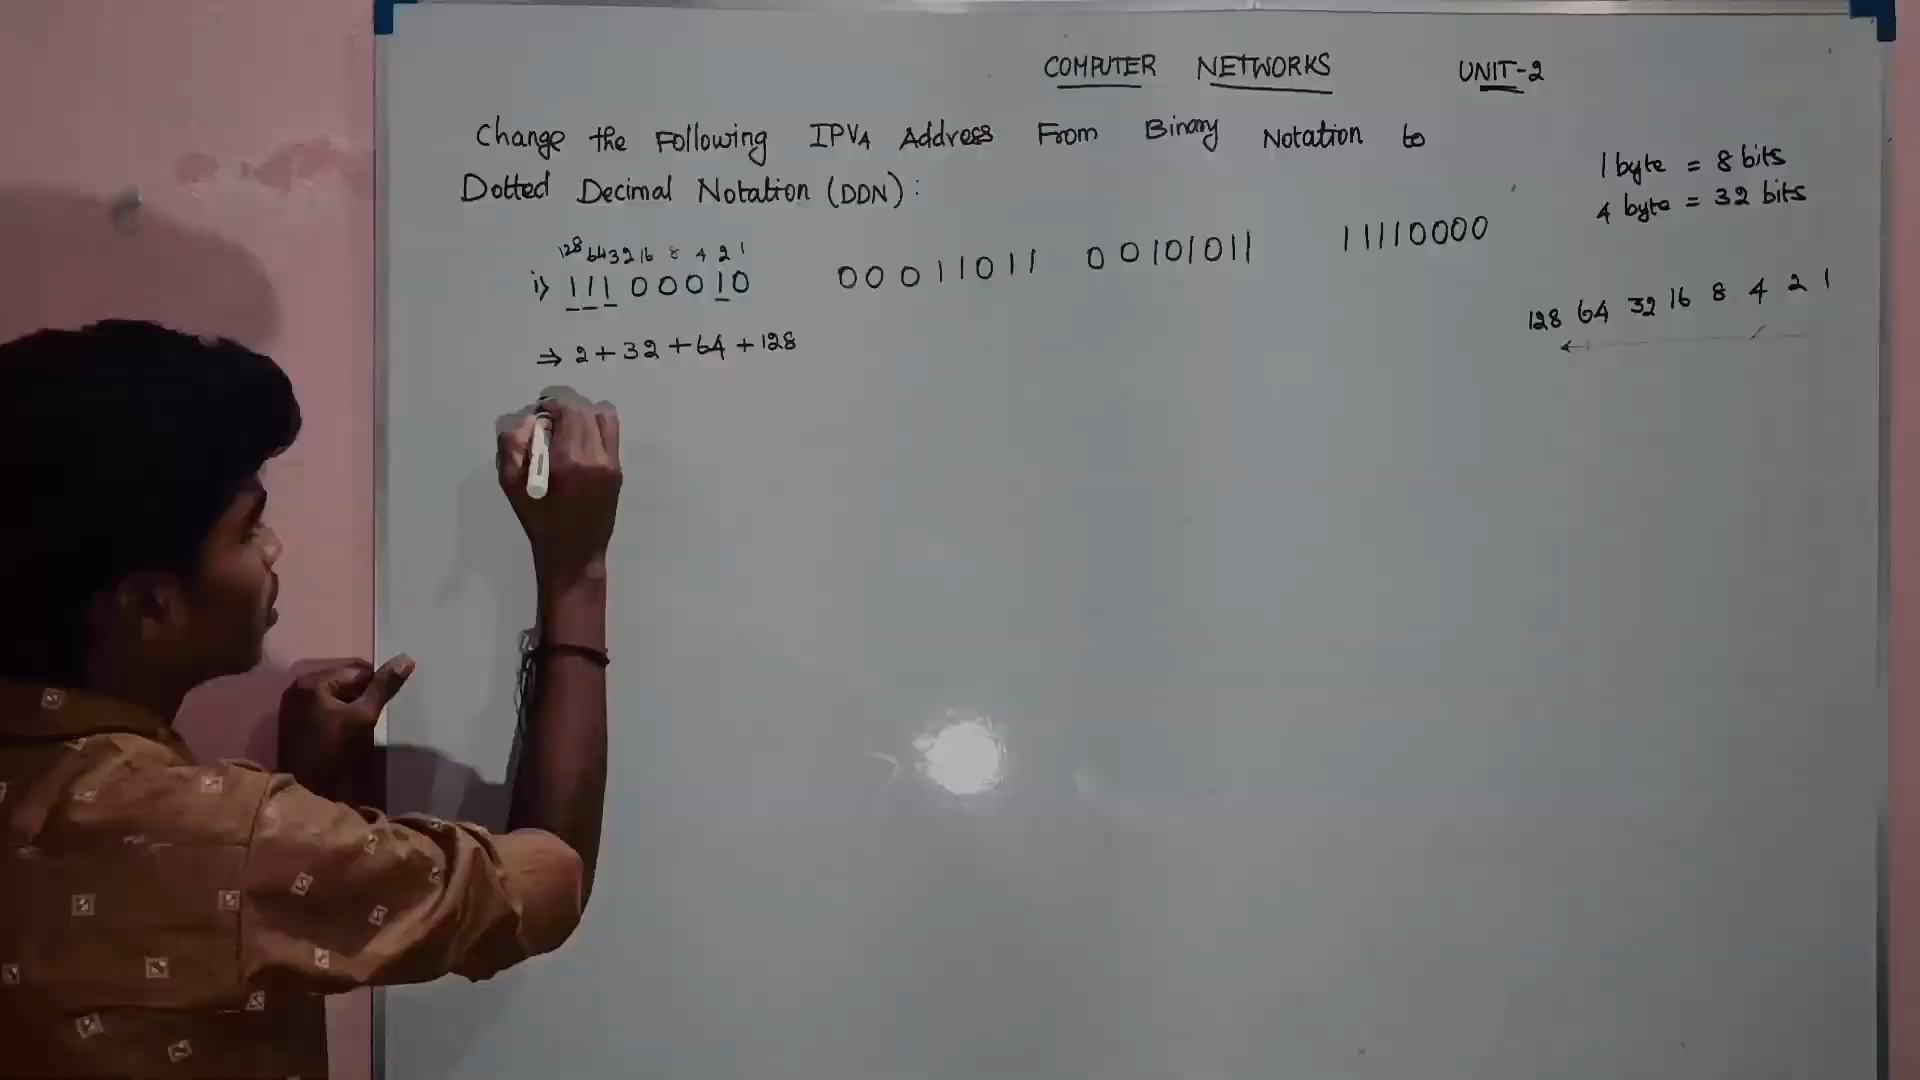 COMPUTER NETWORKS UNIT-2
Change the Following IPV4 Address From Binary Notation to
Dotted Decimal Notation (DDN):
1 byte = 8 bits
4 byte = 32 bits
128 64 32 16 8 4 2 1
i) 11100010 00011011 00101011 11110000
128 64 32 16 8 4 2 1
⇒ 2+32+64+128